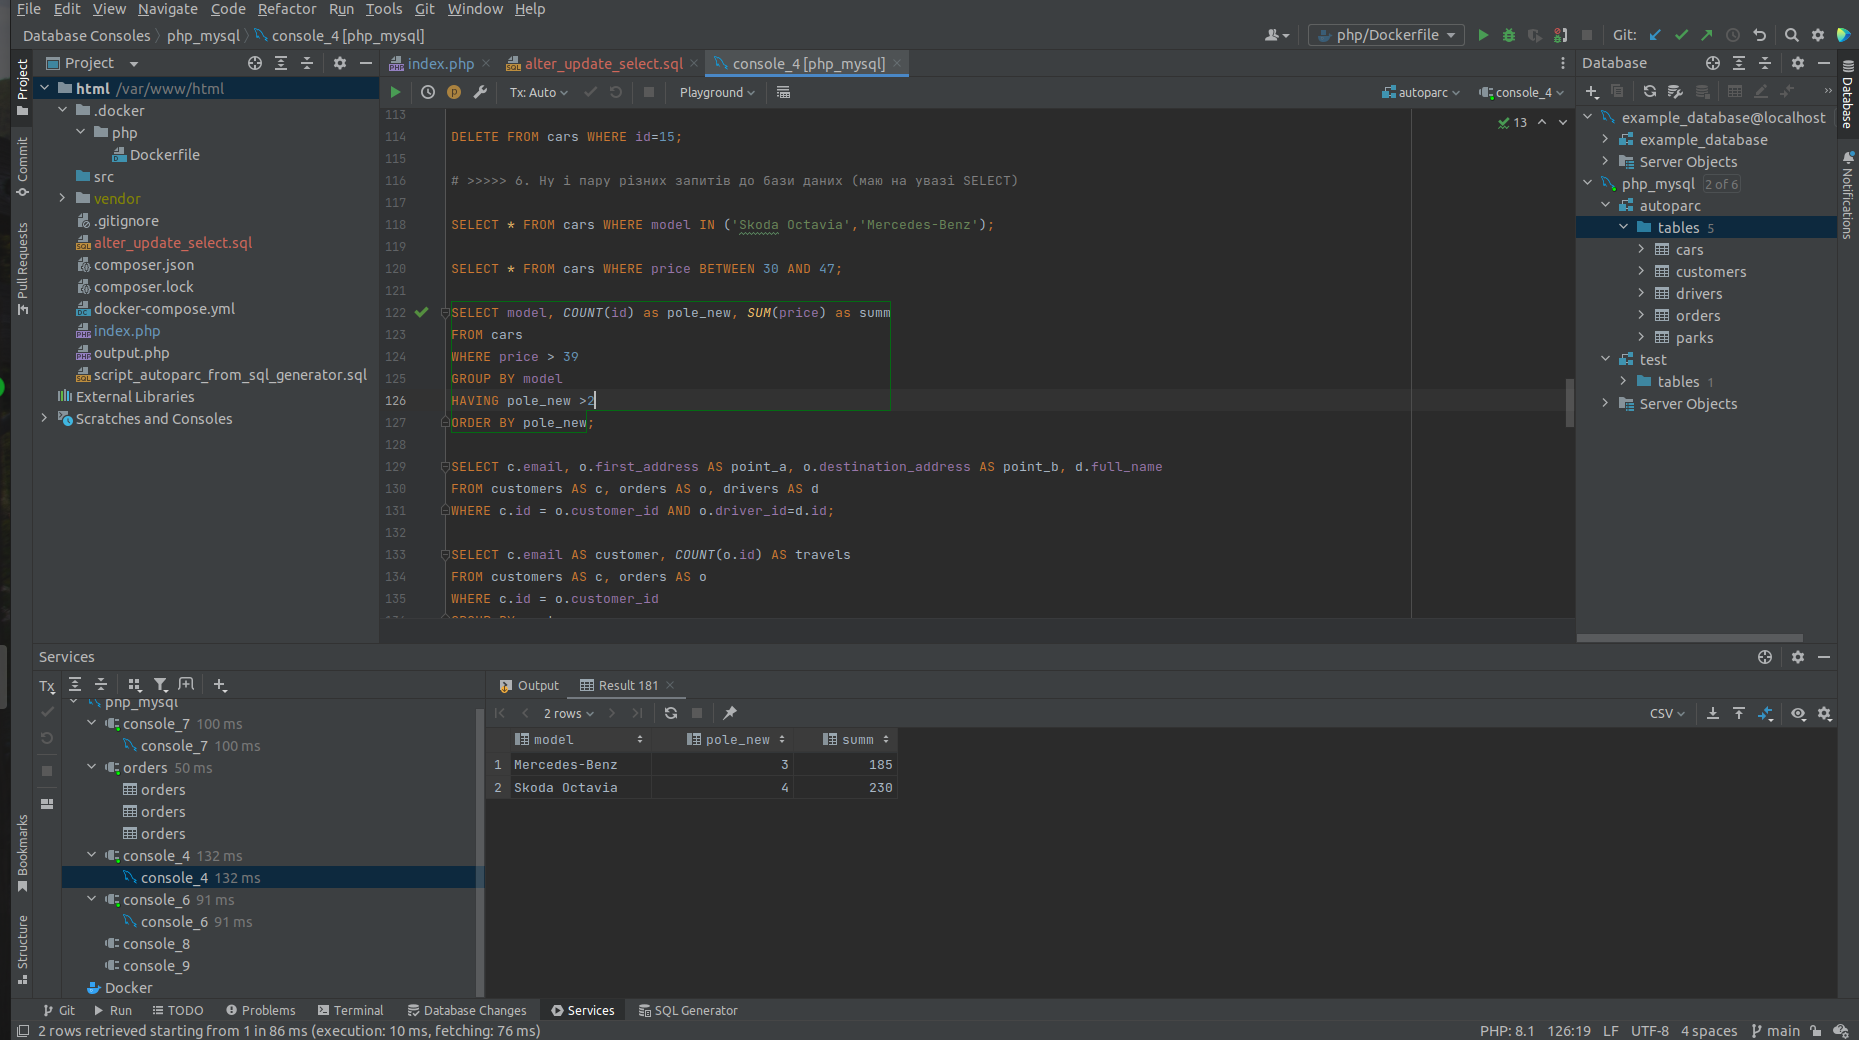 File Edit View Navigate Code Refactor Run Tools Git Window Help
Database Consoles php_mysql console_4 [php_mysql] php/Dockerfile Git:
Project
index.php alter_update_select.sql console_4 [php_mysql]
Database
Tx: Auto Playground autoparc console_4
html /var/www/html
.docker
php
Dockerfile
src
vendor
.gitignore
alter_update_select.sql
composer.json
composer.lock
docker-compose.yml
index.php
output.php
script_autoparc_from_sql_generator.sql
External Libraries
Scratches and Consoles
Project
Commit
Pull Requests
Bookmarks
Structure
13
113
114 DELETE FROM cars WHERE id=15;
115
116 # >>>>> 6. Ну і пару різних запитів до бази даних (маю на увазі SELECT)
117
118 SELECT * FROM cars WHERE model IN ('Skoda Octavia','Mercedes-Benz');
119
120 SELECT * FROM cars WHERE price BETWEEN 30 AND 47;
121
122 SELECT model, COUNT(id) as pole_new, SUM(price) as summ
123 FROM cars
124 WHERE price > 39
125 GROUP BY model
126 HAVING pole_new >2
127 ORDER BY pole_new;
128
129 SELECT c.email, o.first_address AS point_a, o.destination_address AS point_b, d.full_name
130 FROM customers AS c, orders AS o, drivers AS d
131 WHERE c.id = o.customer_id AND o.driver_id=d.id;
132
133 SELECT c.email AS customer, COUNT(o.id) AS travels
134 FROM customers AS c, orders AS o
135 WHERE c.id = o.customer_id
example_database@localhost
example_database
Server Objects
php_mysql 2 of 6
autoparc
tables 5
cars
customers
drivers
orders
parks
test
tables 1
Server Objects
Database
Notifications
Services
Tx
php_mysql
console_7 100 ms
console_7 100 ms
orders 50 ms
orders
orders
orders
console_4 132 ms
console_4 132 ms
console_6 91 ms
console_6 91 ms
console_8
console_9
Docker
Output Result 181
2 rows CSV
model pole_new summ
1 Mercedes-Benz 3 185
2 Skoda Octavia 4 230
Git Run TODO Problems Terminal Database Changes Services SQL Generator
2 rows retrieved starting from 1 in 86 ms (execution: 10 ms, fetching: 76 ms) PHP: 8.1 126:19 LF UTF-8 4 spaces main